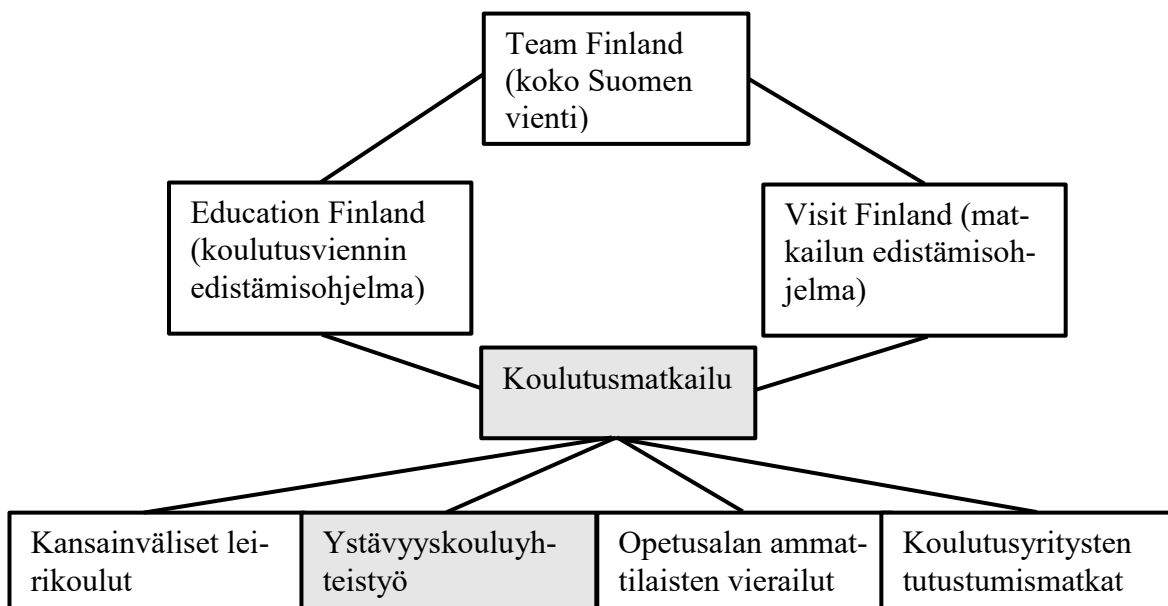 Team Finland
(koko Suomen
vienti)
Education Finland
(koulutusviennin
edistämisohjelma)
Visit Finland (mat-
kailun edistämisoh-
jelma)
Koulutusmatkailu
Kansainväliset lei-
rikoulut
Ystävyyskouluyh-
teistyö
Opetusalan ammat-
tilaisten vierailut
Koulutusyritysten
tutustumismatkat